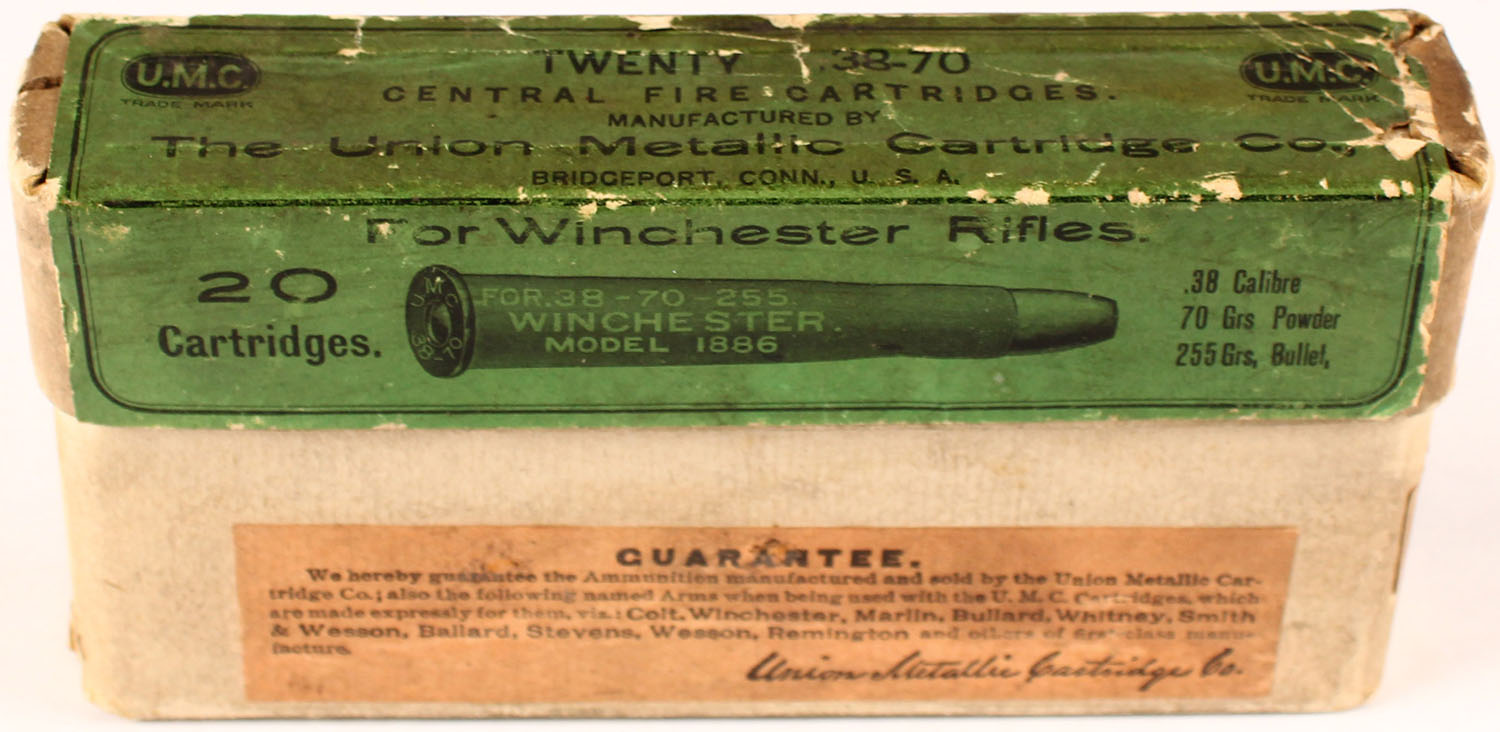 U.M.C.
TRADE MARK
TWENTY .38-70
U.M.C.
TRADE MARK
CENTRAL FIRE CARTRIDGES.
MANUFACTURED BY
The Union Metallic Cartridge Co.,
BRIDGEPORT, CONN., U. S. A.
For Winchester Rifles.
20
Cartridges.
U M C
38-70
FOR .38-70-255
WINCHESTER.
MODEL 1886
.38 Calibre
70 Grs Powder
255 Grs, Bullet,
GUARANTEE.
We hereby guarantee the Ammunition manufactured and sold by the Union Metallic Car-
tridge Co.; also the following named Arms when being used with the U. M. C. Cartridges, which
are made expressly for them, viz.: Colt, Winchester, Marlin, Bullard, Whitney, Smith
& Wesson, Ballard, Stevens, Wesson, Remington and others of first-class manu-
facture.
Union Metallic Cartridge Co.